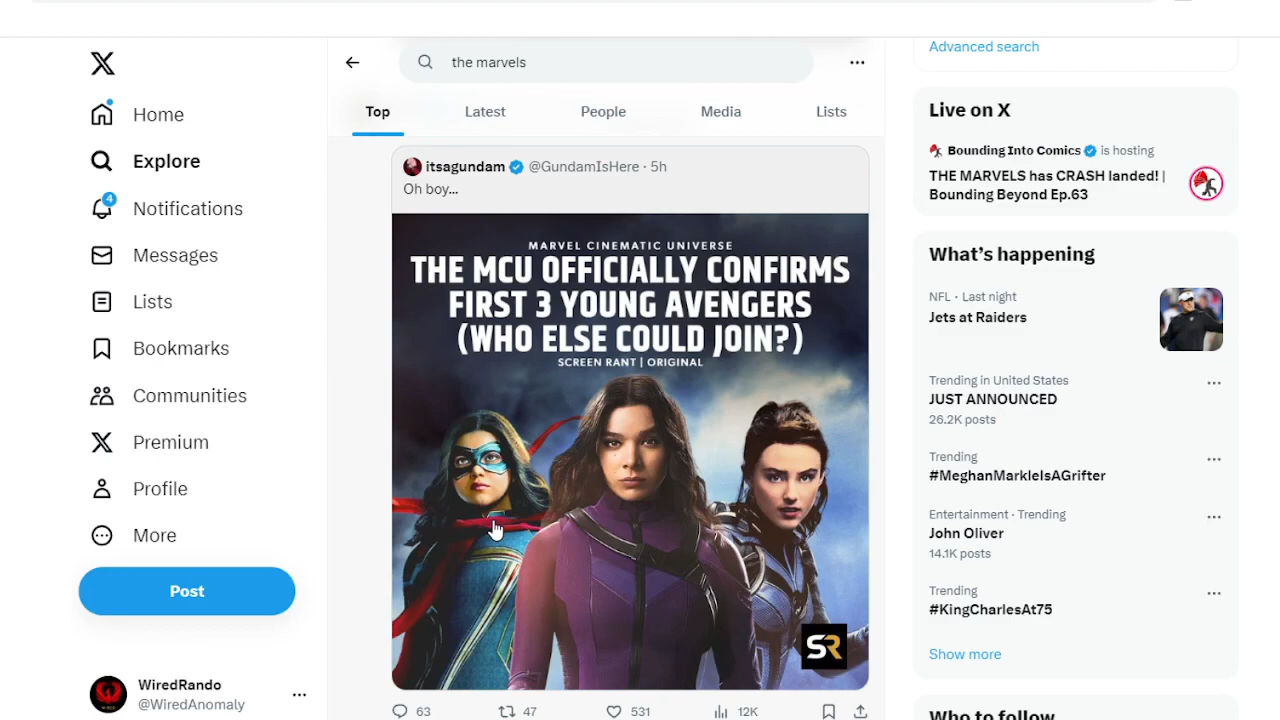 the marvels
Top
Latest
People
Media
Lists
Home
Explore
4
Notifications
Messages
Lists
Bookmarks
Communities
Premium
Profile
More
Post
WiredRando
@WiredAnomaly
itsagundam @GundamIsHere · 5h
Oh boy...
MARVEL CINEMATIC UNIVERSE
THE MCU OFFICIALLY CONFIRMS
FIRST 3 YOUNG AVENGERS
(WHO ELSE COULD JOIN?)
SCREEN RANT | ORIGINAL
SR
63
47
531
12K
Advanced search
Live on X
Bounding Into Comics is hosting
THE MARVELS has CRASH landed! |
Bounding Beyond Ep.63
What's happening
NFL · Last night
Jets at Raiders
Trending in United States
JUST ANNOUNCED
26.2K posts
Trending
#MeghanMarkleIsAGrifter
Entertainment · Trending
John Oliver
14.1K posts
Trending
#KingCharlesAt75
Show more
Who to follow